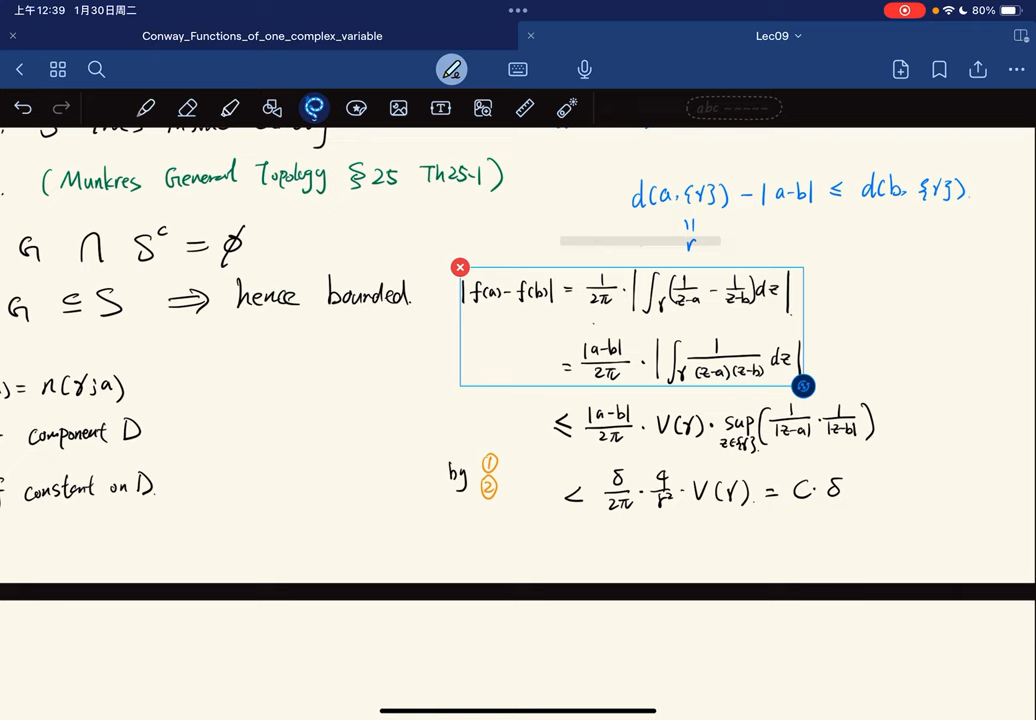 上午12:39 1月30日周二
80%
Conway_Functions_of_one_complex_variable
Lec09
abc
(Munkres General Topology § 25 Th25-1)
G ∩ S^c = ∅
G ⊆ S ⟹ hence bounded.
) = n(γ;a)
component D
constant on D.
d(a,{γ}) - |a-b| ≤ d(b,{γ}).
=
r
|f(a)-f(b)| = 1/2π · |∫_γ (1/(z-a) - 1/(z-b)) dz|
= |a-b|/2π · |∫_γ 1/((z-a)(z-b)) dz|
≤ |a-b|/2π · V(γ) · sup_{z∈{γ}} (1/|z-a| · 1/|z-b|)
by ① ②
< δ/2π · 4/r² · V(γ) = C · δ